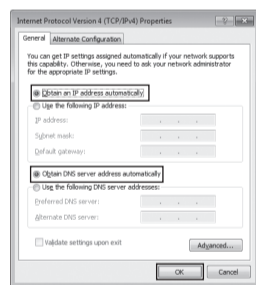 Internet Protocol Version 4 (TCP/IPv4) Properties
General
Alternate Configuration
You can get IP settings assigned automatically if your network supports
this capability. Otherwise, you need to ask your network administrator
for the appropriate IP settings.
Obtain an IP address automatically
Use the following IP address:
IP address:
Subnet mask:
Default gateway:
Obtain DNS server address automatically
Use the following DNS server addresses:
Preferred DNS server:
Alternate DNS server:
Validate settings upon exit
Advanced...
OK
Cancel